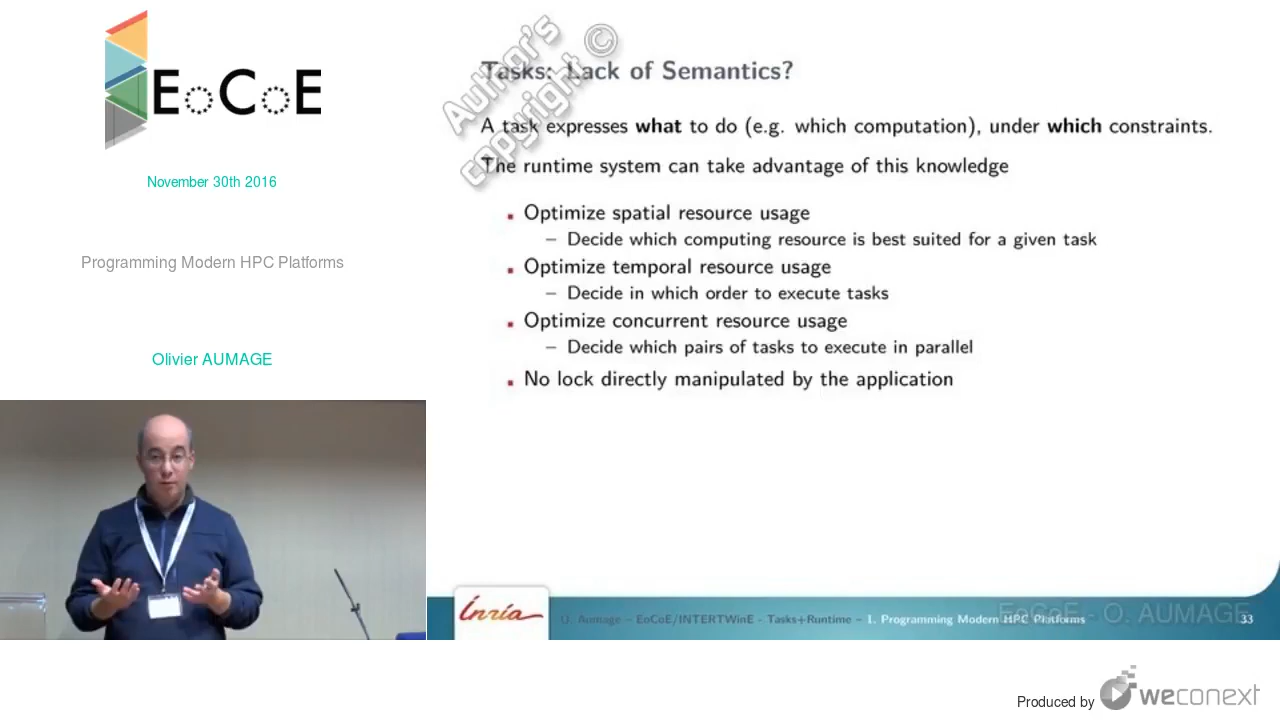 EoCoE
November 30th 2016
Programming Modern HPC Platforms
Olivier AUMAGE
Author's
copyright ©
Tasks: Lack of Semantics?
A task expresses what to do (e.g. which computation), under which constraints.
The runtime system can take advantage of this knowledge
Optimize spatial resource usage
– Decide which computing resource is best suited for a given task
Optimize temporal resource usage
– Decide in which order to execute tasks
Optimize concurrent resource usage
– Decide which pairs of tasks to execute in parallel
No lock directly manipulated by the application
Inria
O. Aumage – EoCoE/INTERTWinE - Tasks+Runtime – 1. Programming Modern HPC Platforms
EoCoE - O. AUMAGE
33
Produced by weconext